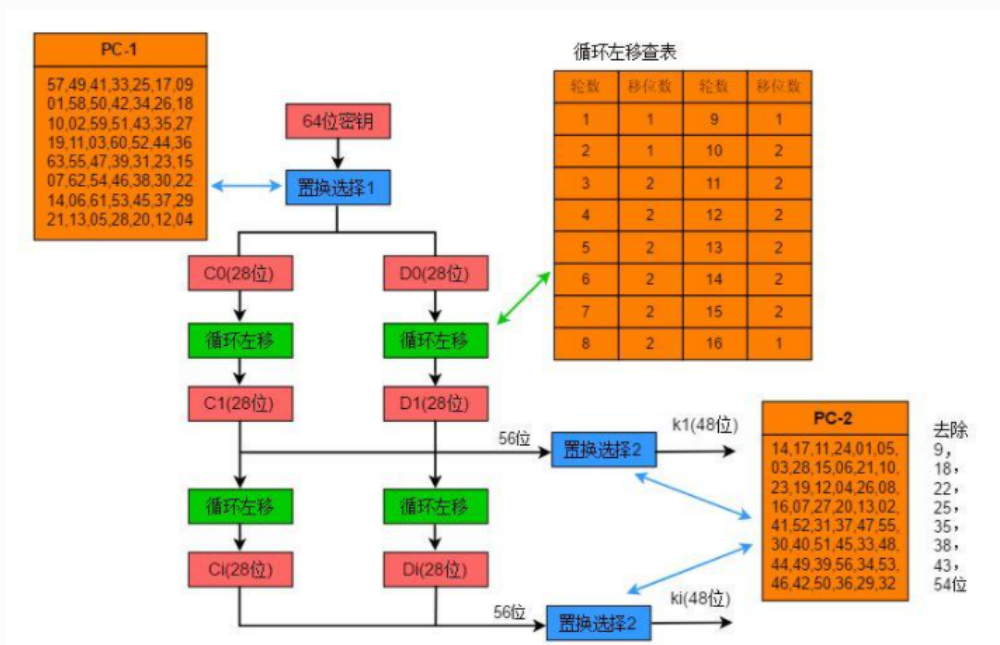 PC-1
57,49,41,33,25,17,09
01,58,50,42,34,26,18
10,02,59,51,43,35,27
19,11,03,60,52,44,36
63,55,47,39,31,23,15
07,62,54,46,38,30,22
14,06,61,53,45,37,29
21,13,05,28,20,12,04
64位密钥
置换选择1
C0(28位) D0(28位)
循环左移 循环左移
C1(28位) D1(28位)
循环左移查表
轮数 移位数 轮数 移位数
1 1 9 1
2 1 10 2
3 2 11 2
4 2 12 2
5 2 13 2
6 2 14 2
7 2 15 2
8 2 16 1
56位
置换选择2
k1(48位)
循环左移 循环左移
Ci(28位) Di(28位)
56位
置换选择2
ki(48位)
PC-2
14,17,11,24,01,05,
03,28,15,06,21,10,
23,19,12,04,26,08,
16,07,27,20,13,02,
41,52,31,37,47,55,
30,40,51,45,33,48,
44,49,39,56,34,53,
46,42,50,36,29,32
去除
9，
18，
22，
25，
35，
38，
43，
54位